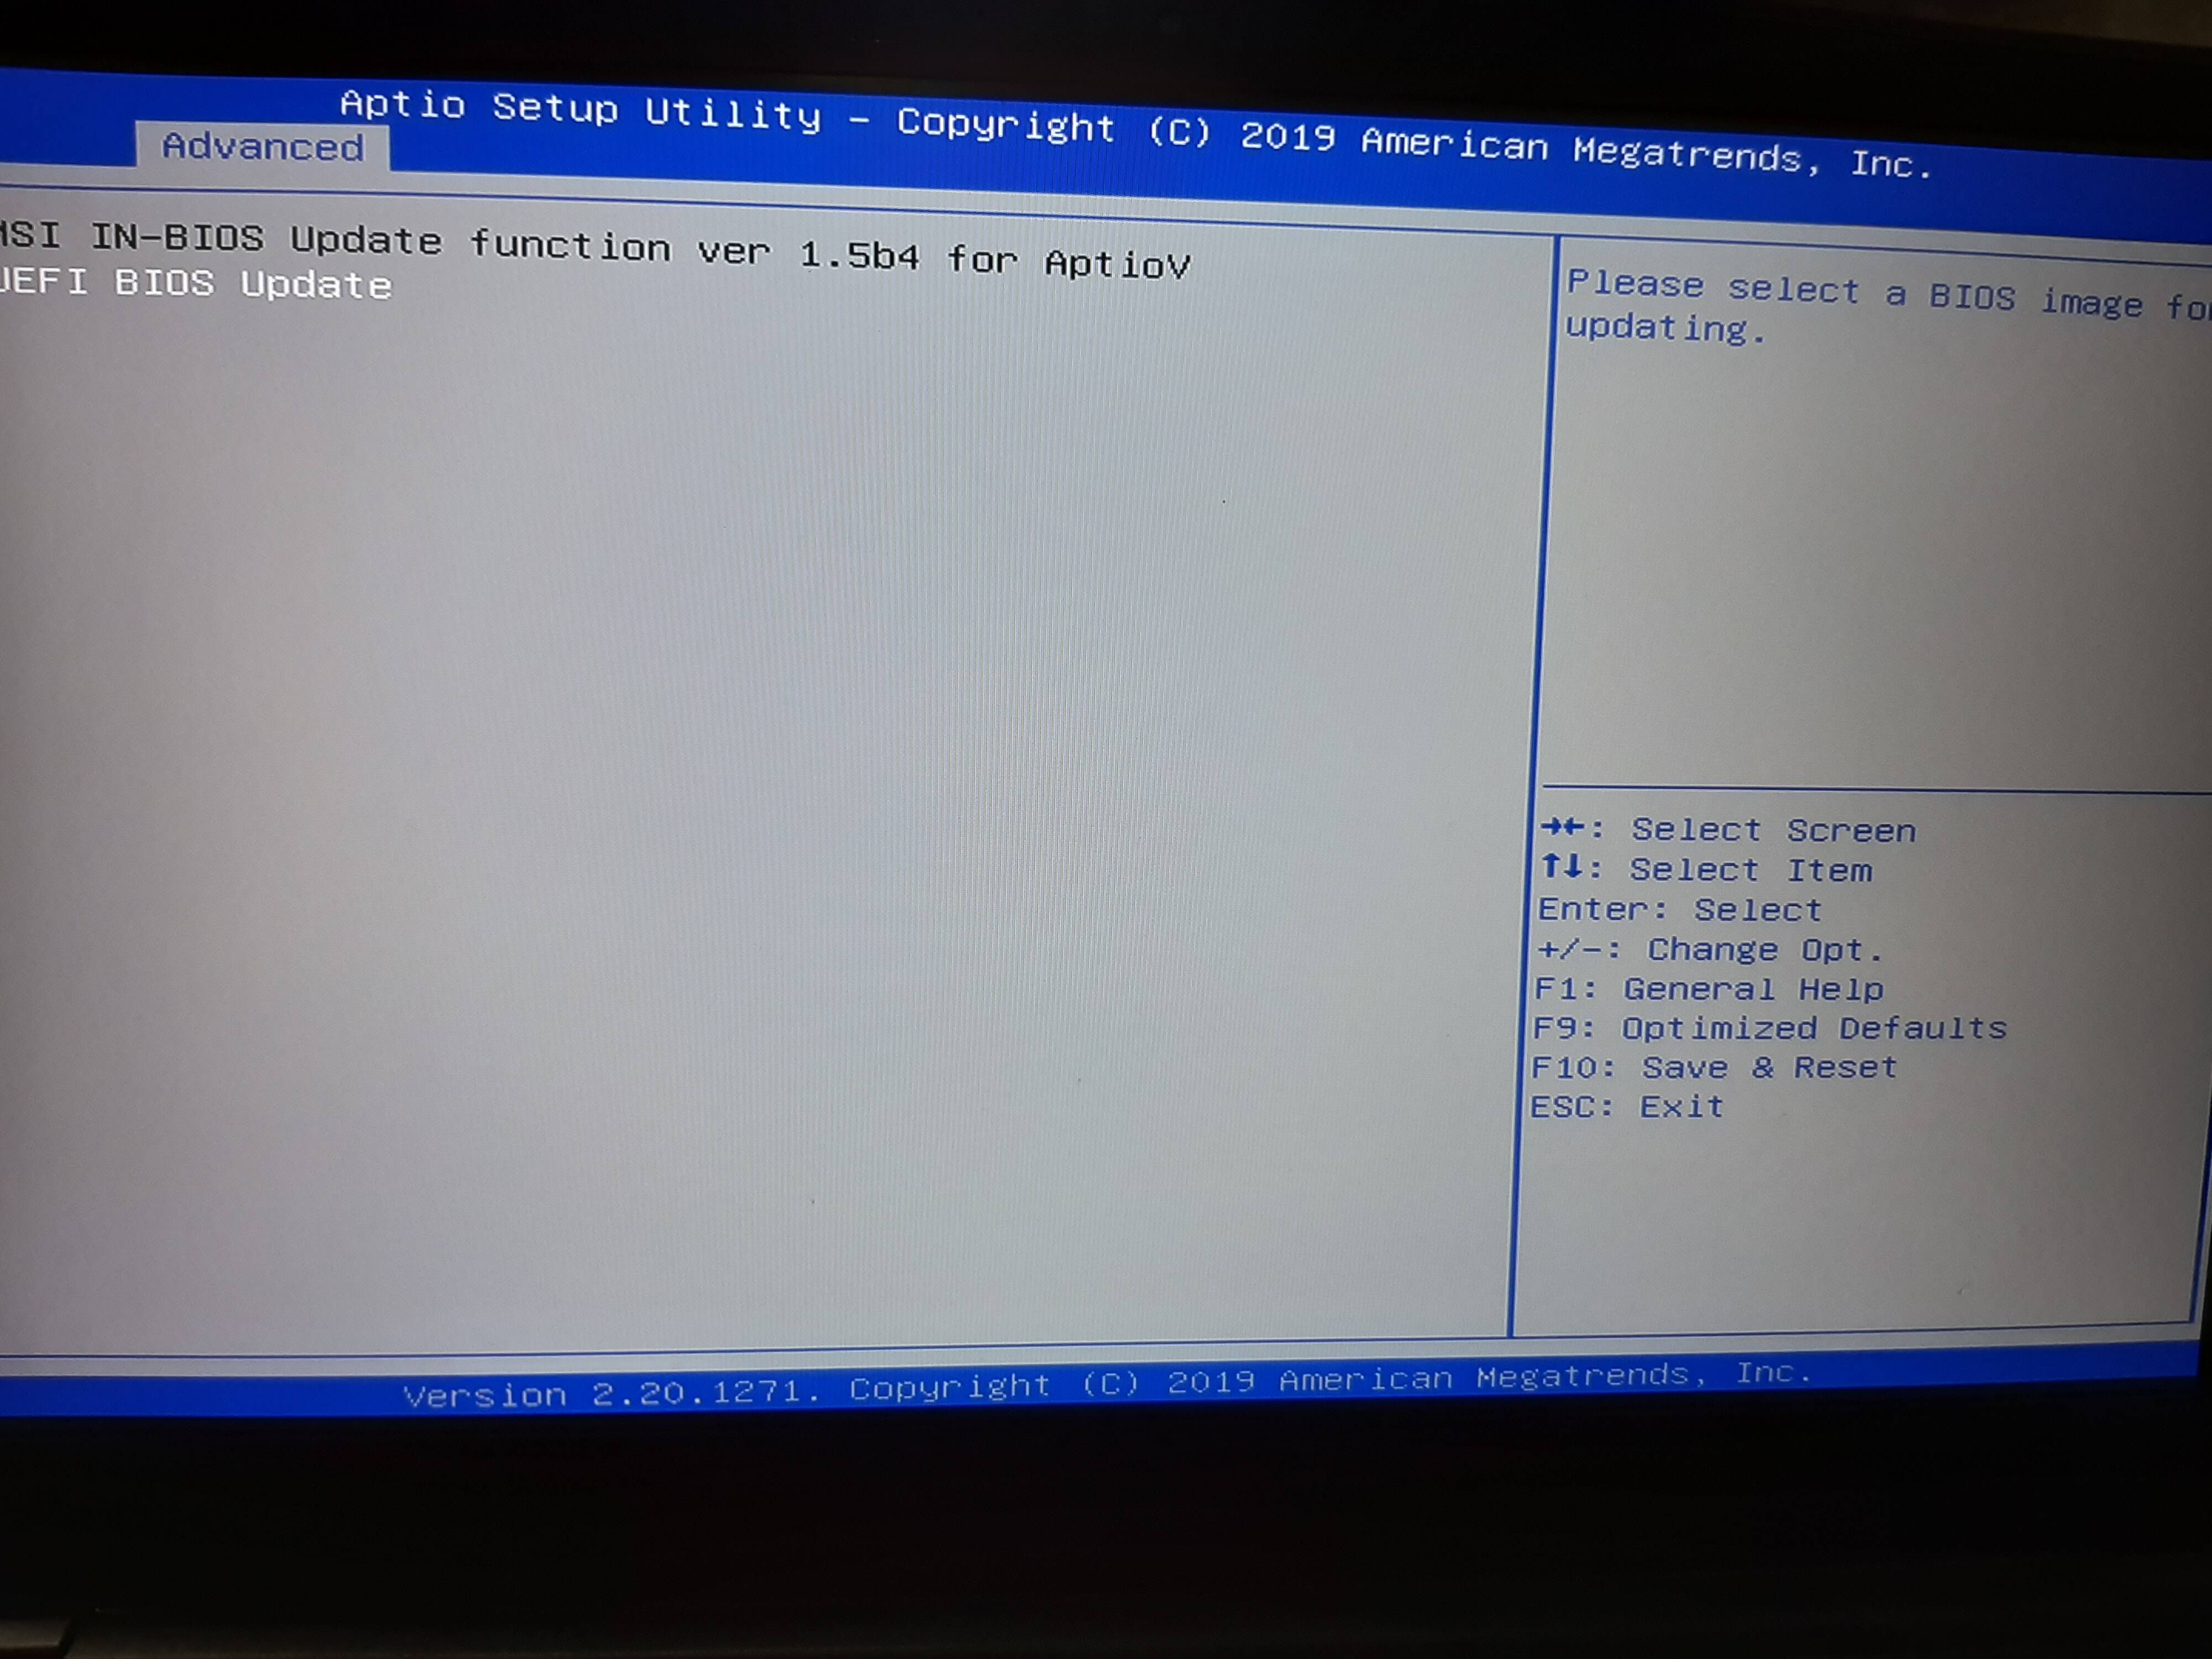 Aptio Setup Utility - Copyright (C) 2019 American Megatrends, Inc.
Advanced
MSI IN-BIOS Update function ver 1.5b4 for AptioV
UEFI BIOS Update
Please select a BIOS image for
updating.
→←: Select Screen
↑↓: Select Item
Enter: Select
+/-: Change Opt.
F1: General Help
F9: Optimized Defaults
F10: Save & Reset
ESC: Exit
Version 2.20.1271. Copyright (C) 2019 American Megatrends, Inc.